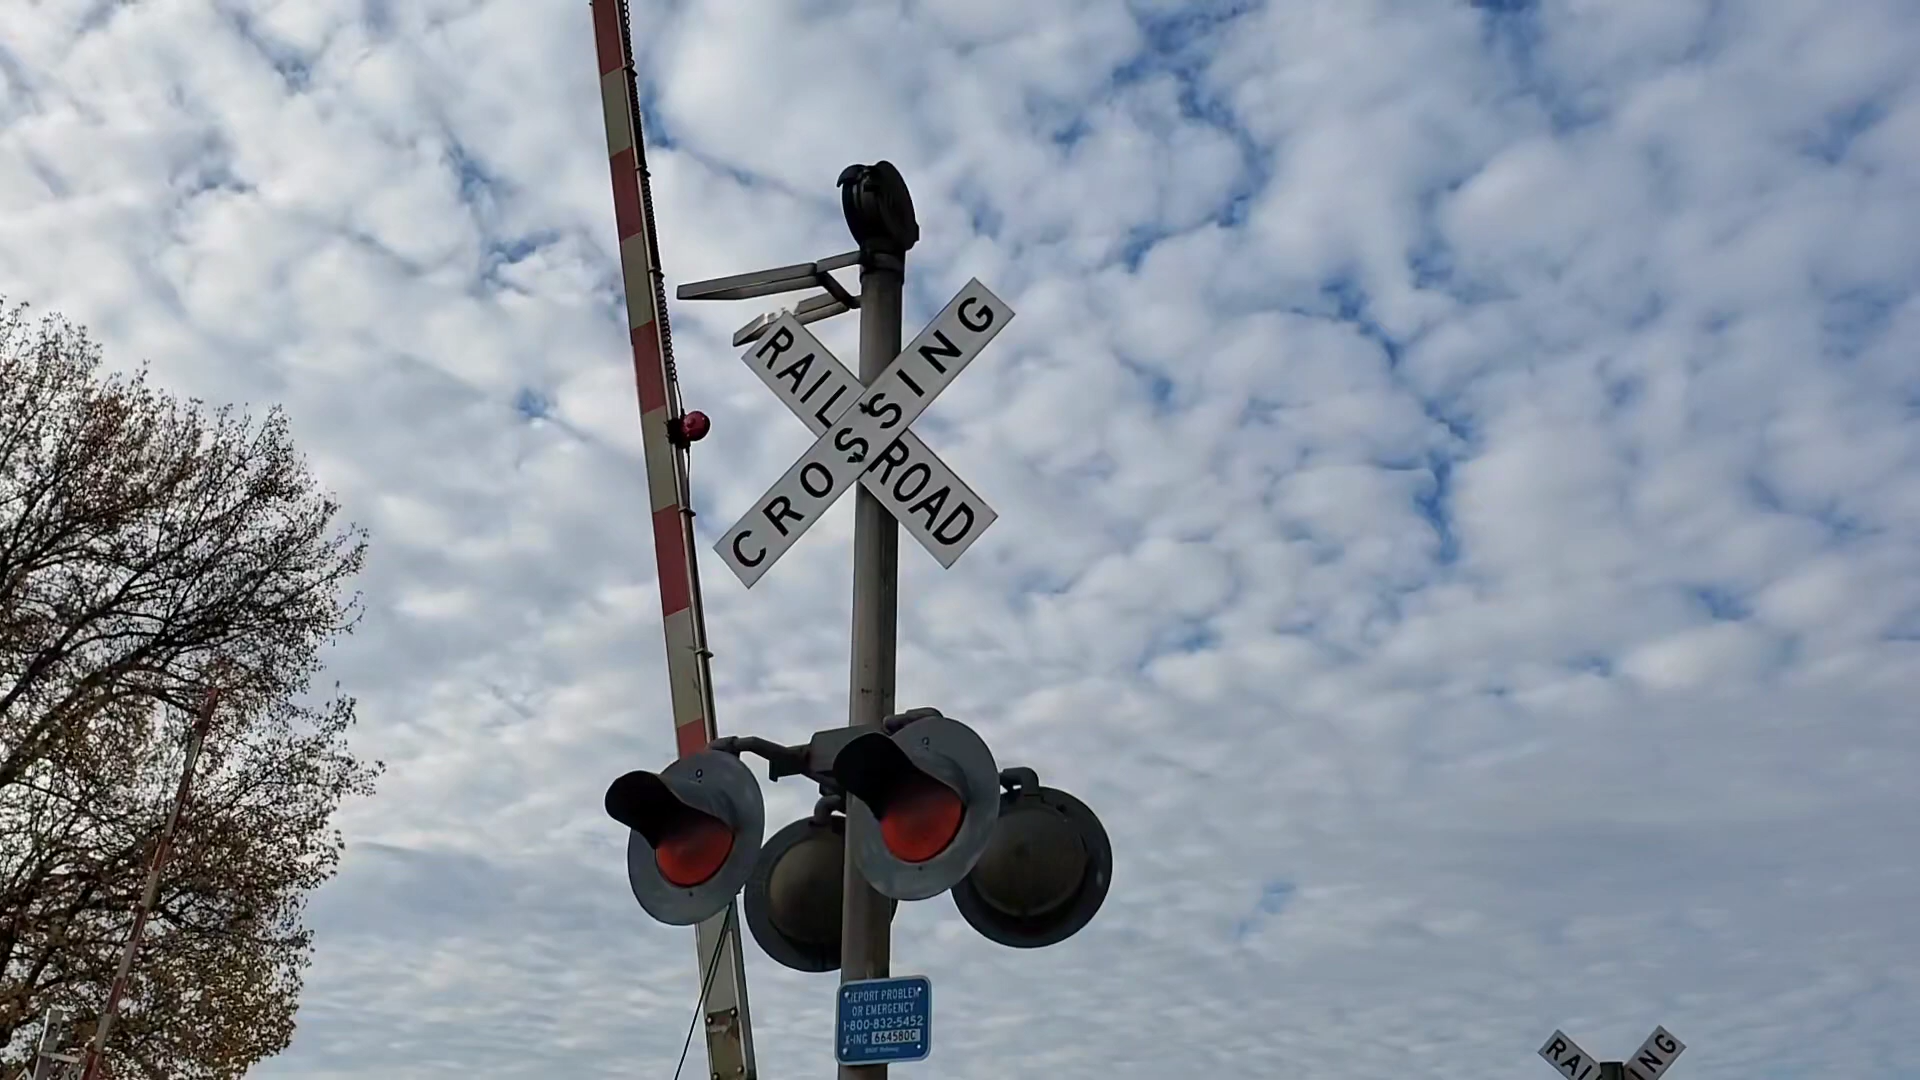 RAILROAD
CROSSING
REPORT PROBLEM
OR EMERGENCY
1-800-832-5452
X-ING 664580C
RAIL
ING